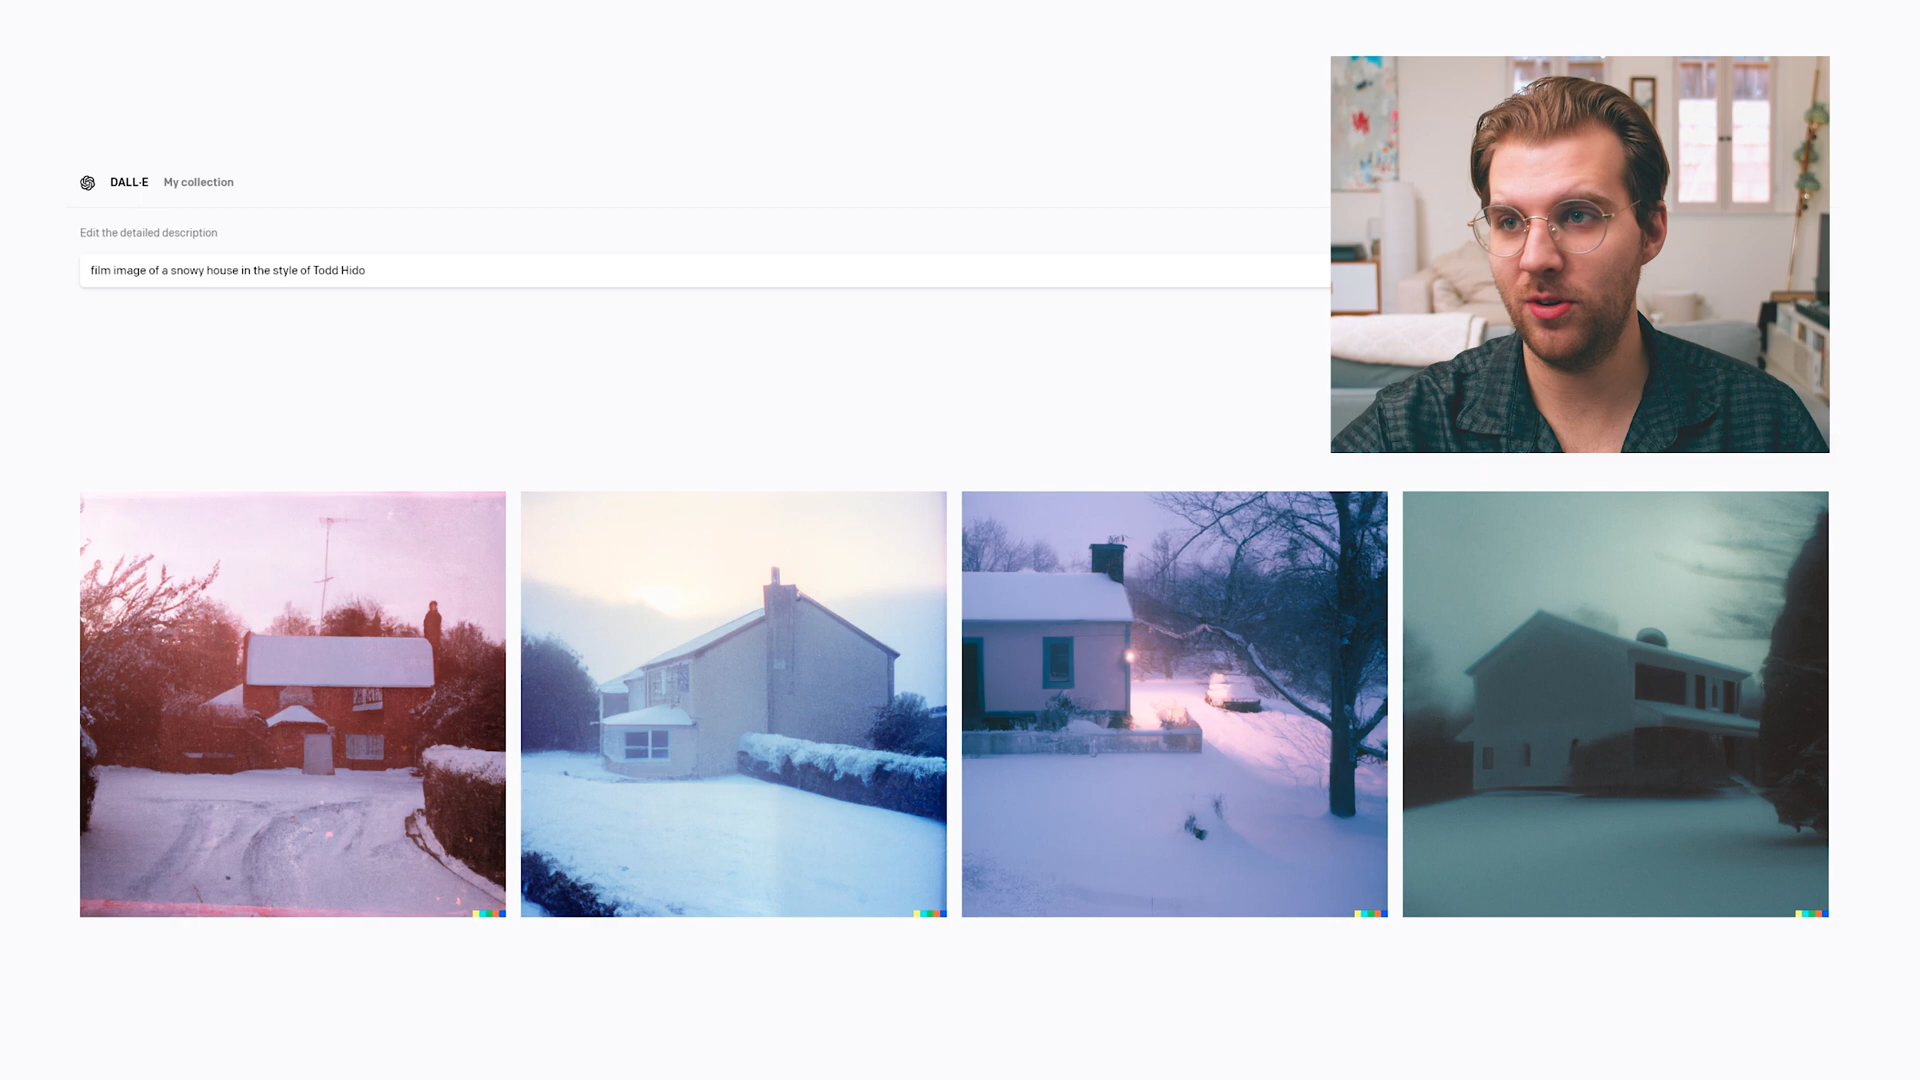 DALL·E My collection
Edit the detailed description
film image of a snowy house in the style of Todd Hido